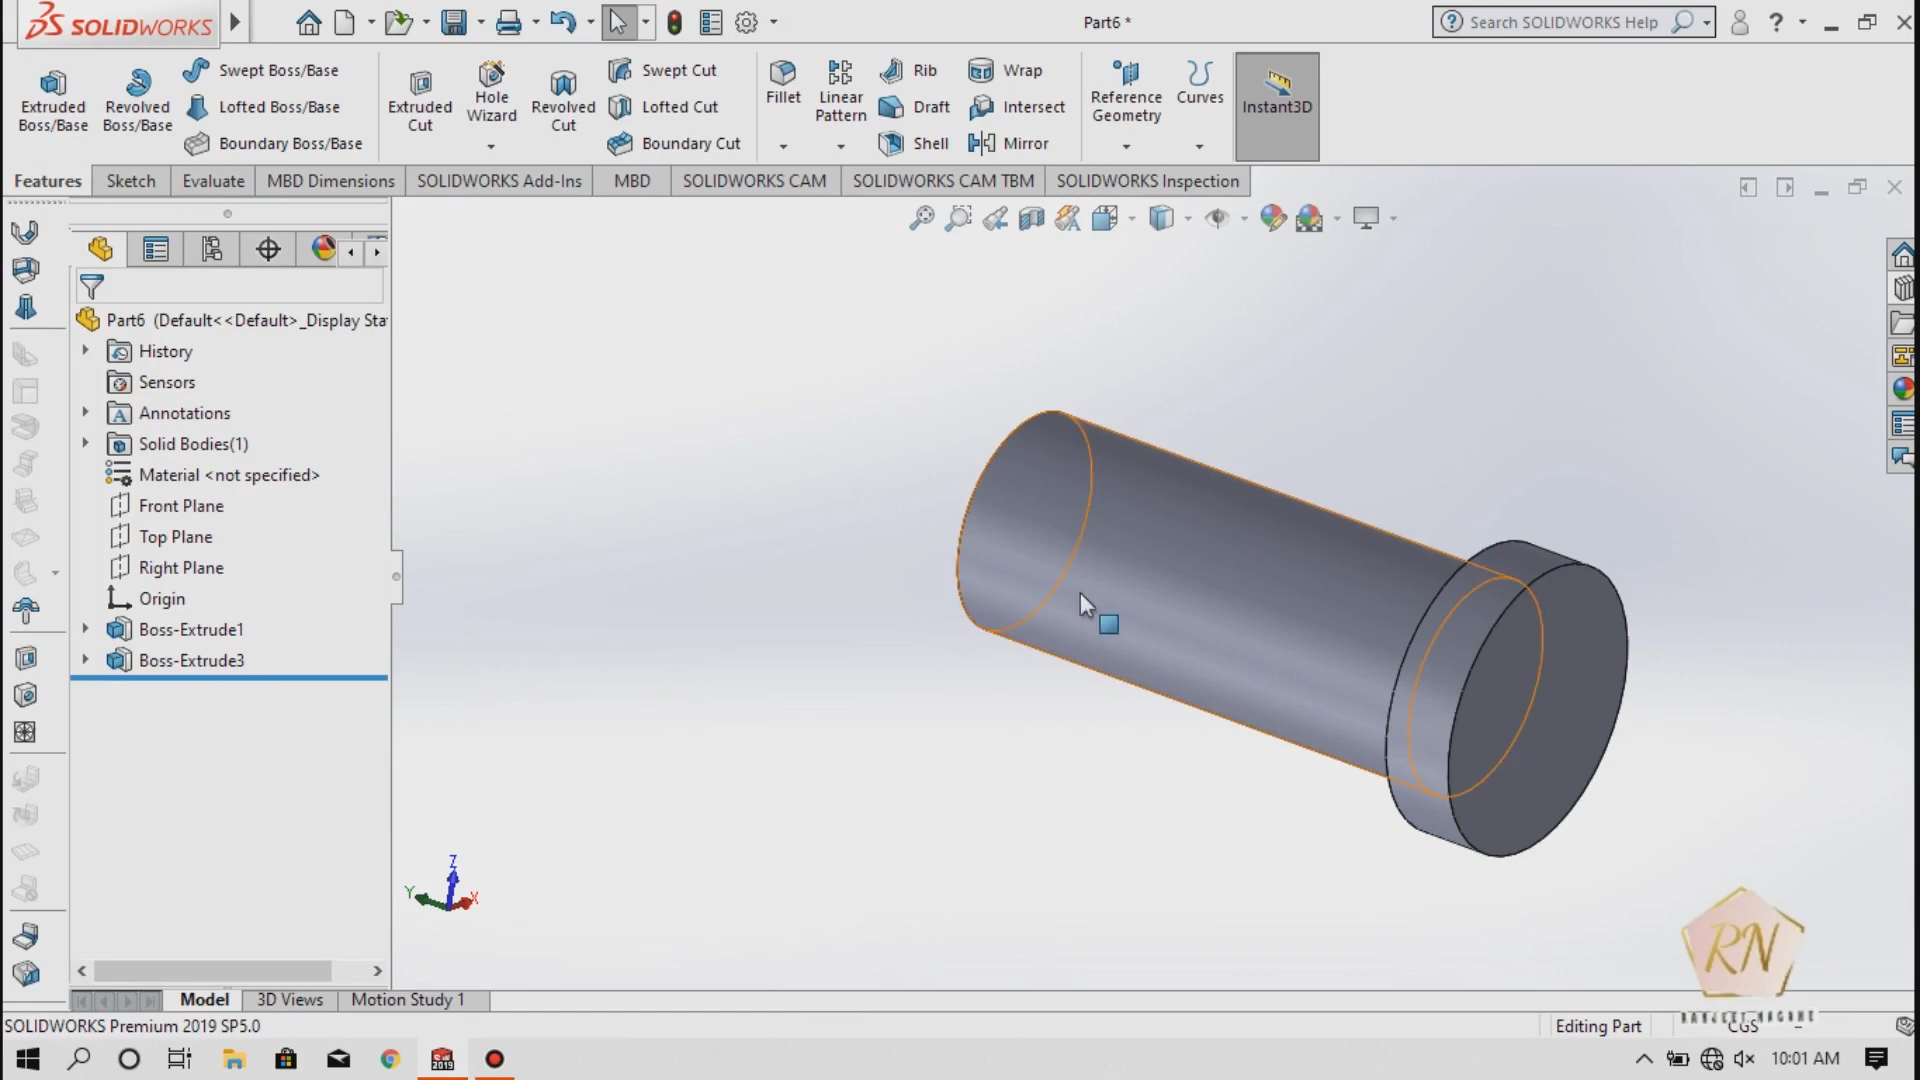 SOLIDWORKS
Part6 *
Search SOLIDWORKS Help
Extruded Boss/Base
Revolved Boss/Base
Swept Boss/Base
Lofted Boss/Base
Boundary Boss/Base
Extruded Cut
Hole Wizard
Revolved Cut
Swept Cut
Lofted Cut
Boundary Cut
Fillet
Linear Pattern
Rib
Draft
Shell
Wrap
Intersect
Mirror
Reference Geometry
Curves
Instant3D
Features
Sketch
Evaluate
MBD Dimensions
SOLIDWORKS Add-Ins
MBD
SOLIDWORKS CAM
SOLIDWORKS CAM TBM
SOLIDWORKS Inspection
Part6 (Default<<Default>_Display Sta
History
Sensors
Annotations
Solid Bodies(1)
Material <not specified>
Front Plane
Top Plane
Right Plane
Origin
Boss-Extrude1
Boss-Extrude3
Z
Y
X
RN
Model
3D Views
Motion Study 1
SOLIDWORKS Premium 2019 SP5.0
Editing Part
CGS
10:01 AM